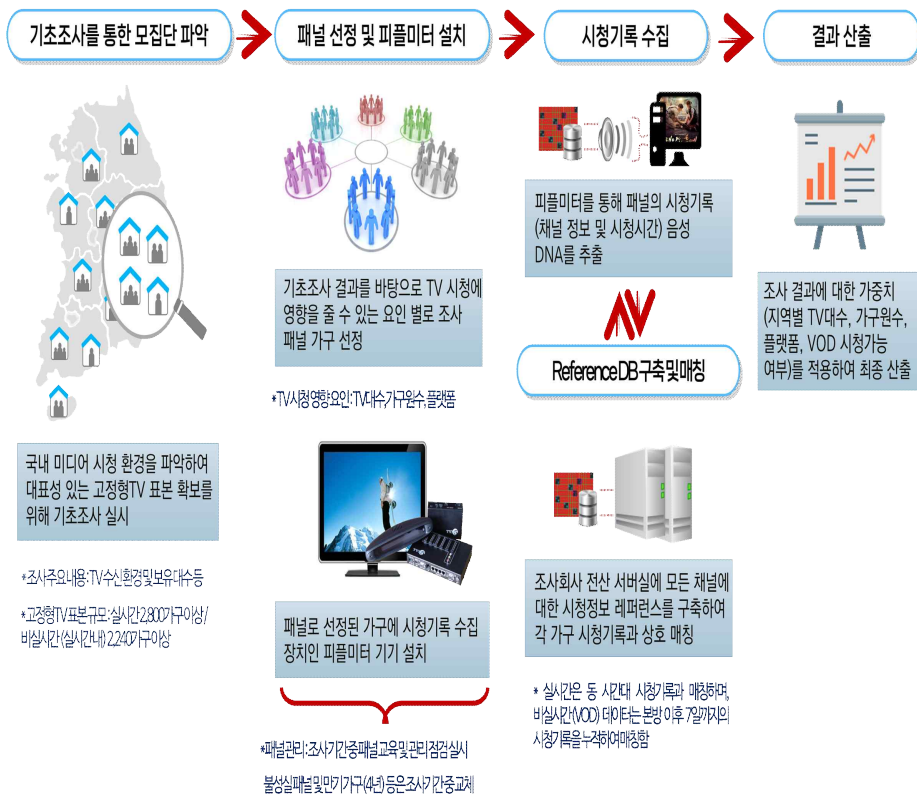 기초조사를 통한 모집단 파악
패널 선정 및 피플미터 설치
시청기록 수집
결과 산출
국내 미디어 시청 환경을 파악하여
대표성 있는 고정형TV 표본 확보를
위해 기초조사 실시
*조사주요내용:TV수신환경및보유대수등
*고정형TV표본규모:실시간2,800가구이상/
비실시간(실시간내)2,240가구이상
기초조사 결과를 바탕으로 TV 시청에
영향을 줄 수 있는 요인 별로 조사
패널 가구 선정
*TV시청영향요인:TV대수,가구원수,플랫폼
패널로 선정된 가구에 시청기록 수집
장치인 피플미터 기기 설치
*패널관리:조사기간중패널교육및관리점검실시
불성실패널및만기가구(4년)등은조사기간중교체
피플미터를 통해 패널의 시청기록
(채널 정보 및 시청시간) 음성
DNA를 추출
Reference DB구축및매칭
조사회사 전산 서버실에 모든 채널에
대한 시청정보 레퍼런스를 구축하여
각 가구 시청기록과 상호 매칭
* 실시간은 동 시간대 시청기록과 매칭하며,
비실시간(VOD) 데이터는 본방 이후 7일까지의
시청기록을누적하여매칭함
조사 결과에 대한 가중치
(지역별 TV대수, 가구원수,
플랫폼, VOD 시청가능
여부)를 적용하여 최종 산출